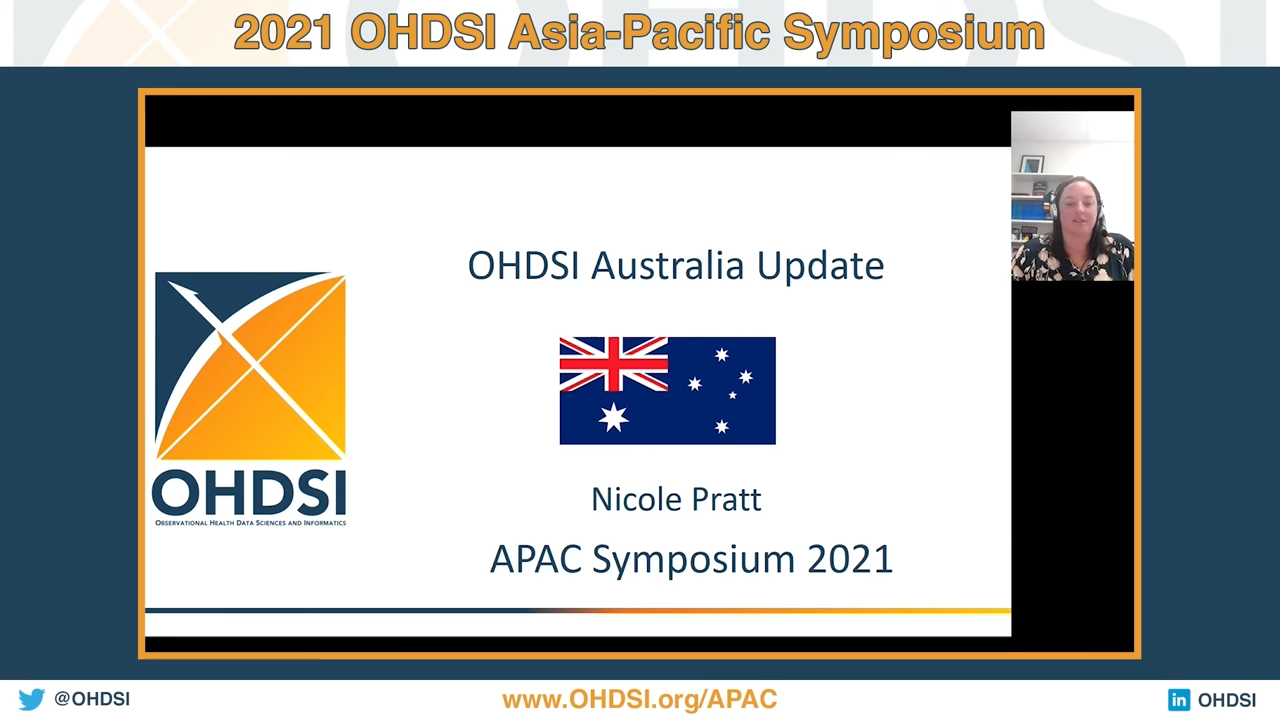 2021 OHDSI Asia-Pacific Symposium
OHDSI Australia Update
Nicole Pratt
APAC Symposium 2021
OHDSI
OBSERVATIONAL HEALTH DATA SCIENCES AND INFORMATICS
@OHDSI
www.OHDSI.org/APAC
in OHDSI